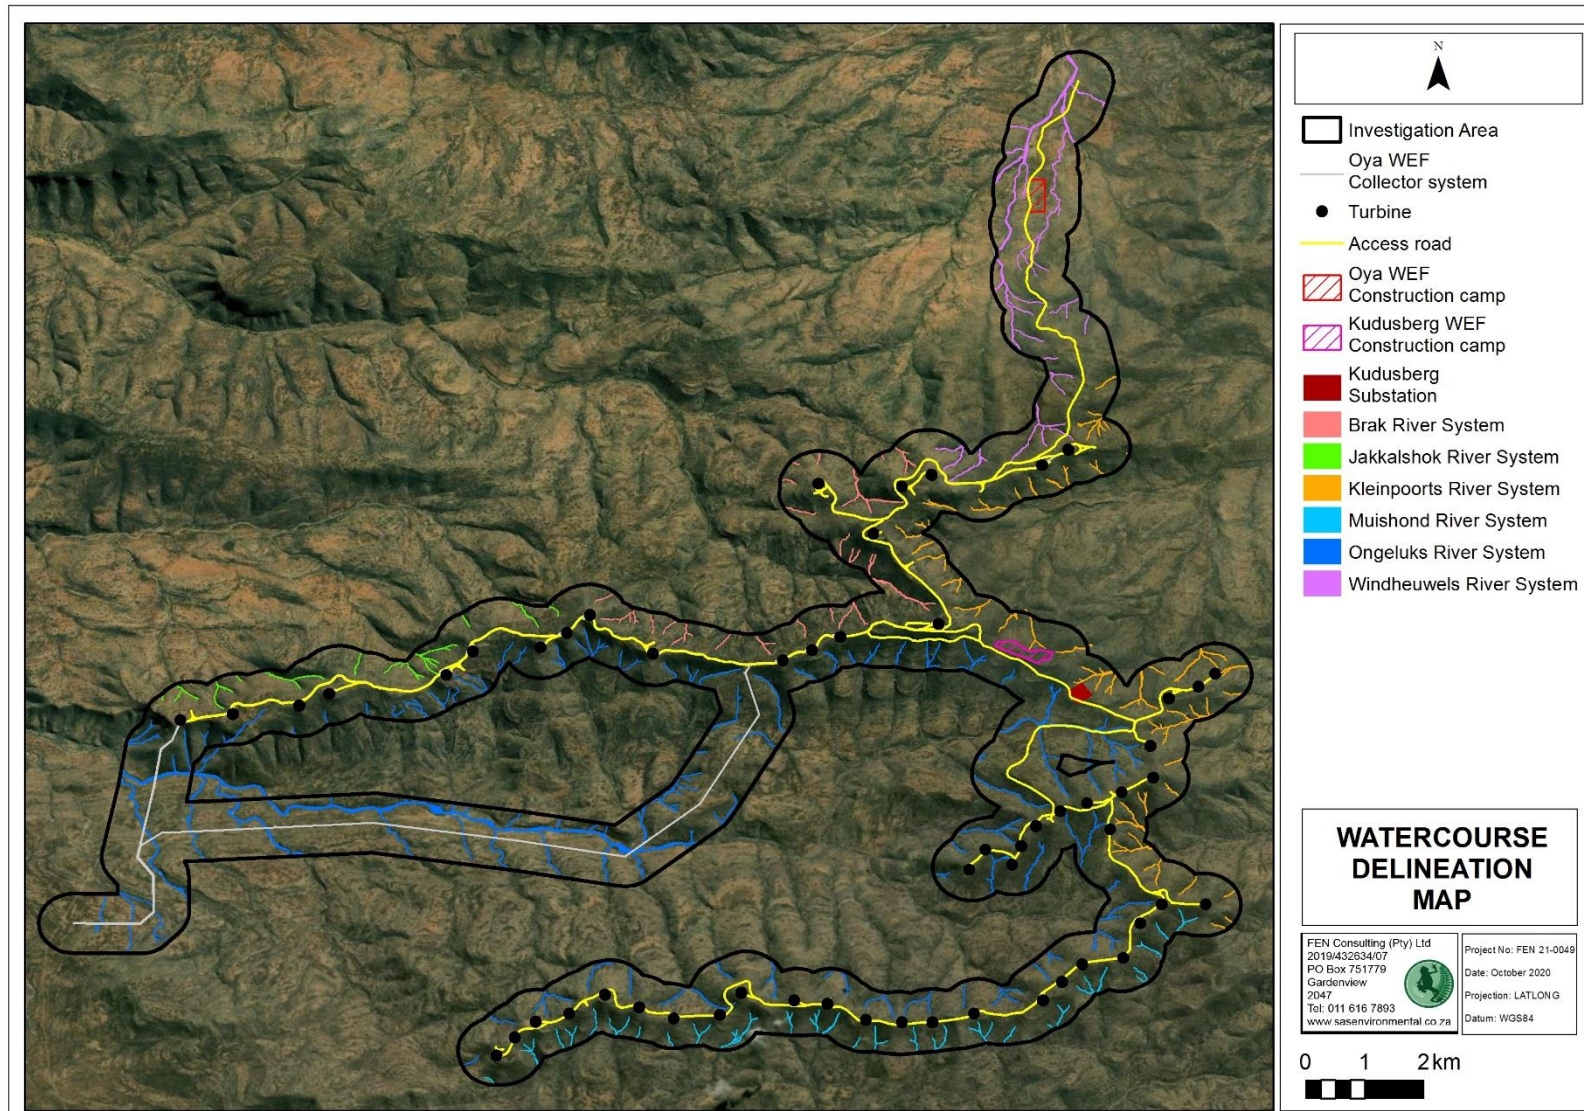 N
Investigation Area
Oya WEF
Collector system
Turbine
Access road
Oya WEF
Construction camp
Kudusberg WEF
Construction camp
Kudusberg
Substation
Brak River System
Jakkalshok River System
Kleinpoorts River System
Muishond River System
Ongeluks River System
Windheuwels River System
WATERCOURSE
DELINEATION
MAP
FEN Consulting (Pty) Ltd
2019/432634/07
PO Box 751779
Gardenview
2047
Tel: 011 616 7893
www.sasenvironmental.co.za
Project No: FEN 21-0049
Date: October 2020
Projection: LATLONG
Datum: WGS84
0 1 2 km